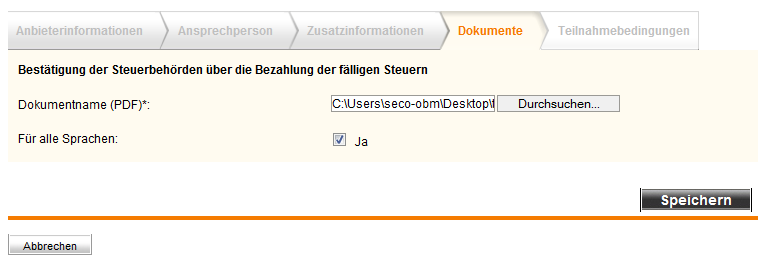 Anbieterinformationen Ansprechperson Zusatzinformationen Dokumente Teilnahmebedingungen
Bestätigung der Steuerbehörden über die Bezahlung der fälligen Steuern
Dokumentname (PDF)*: C:\Users\seco-obm\Desktop\f Durchsuchen...
Für alle Sprachen: Ja
Speichern
Abbrechen